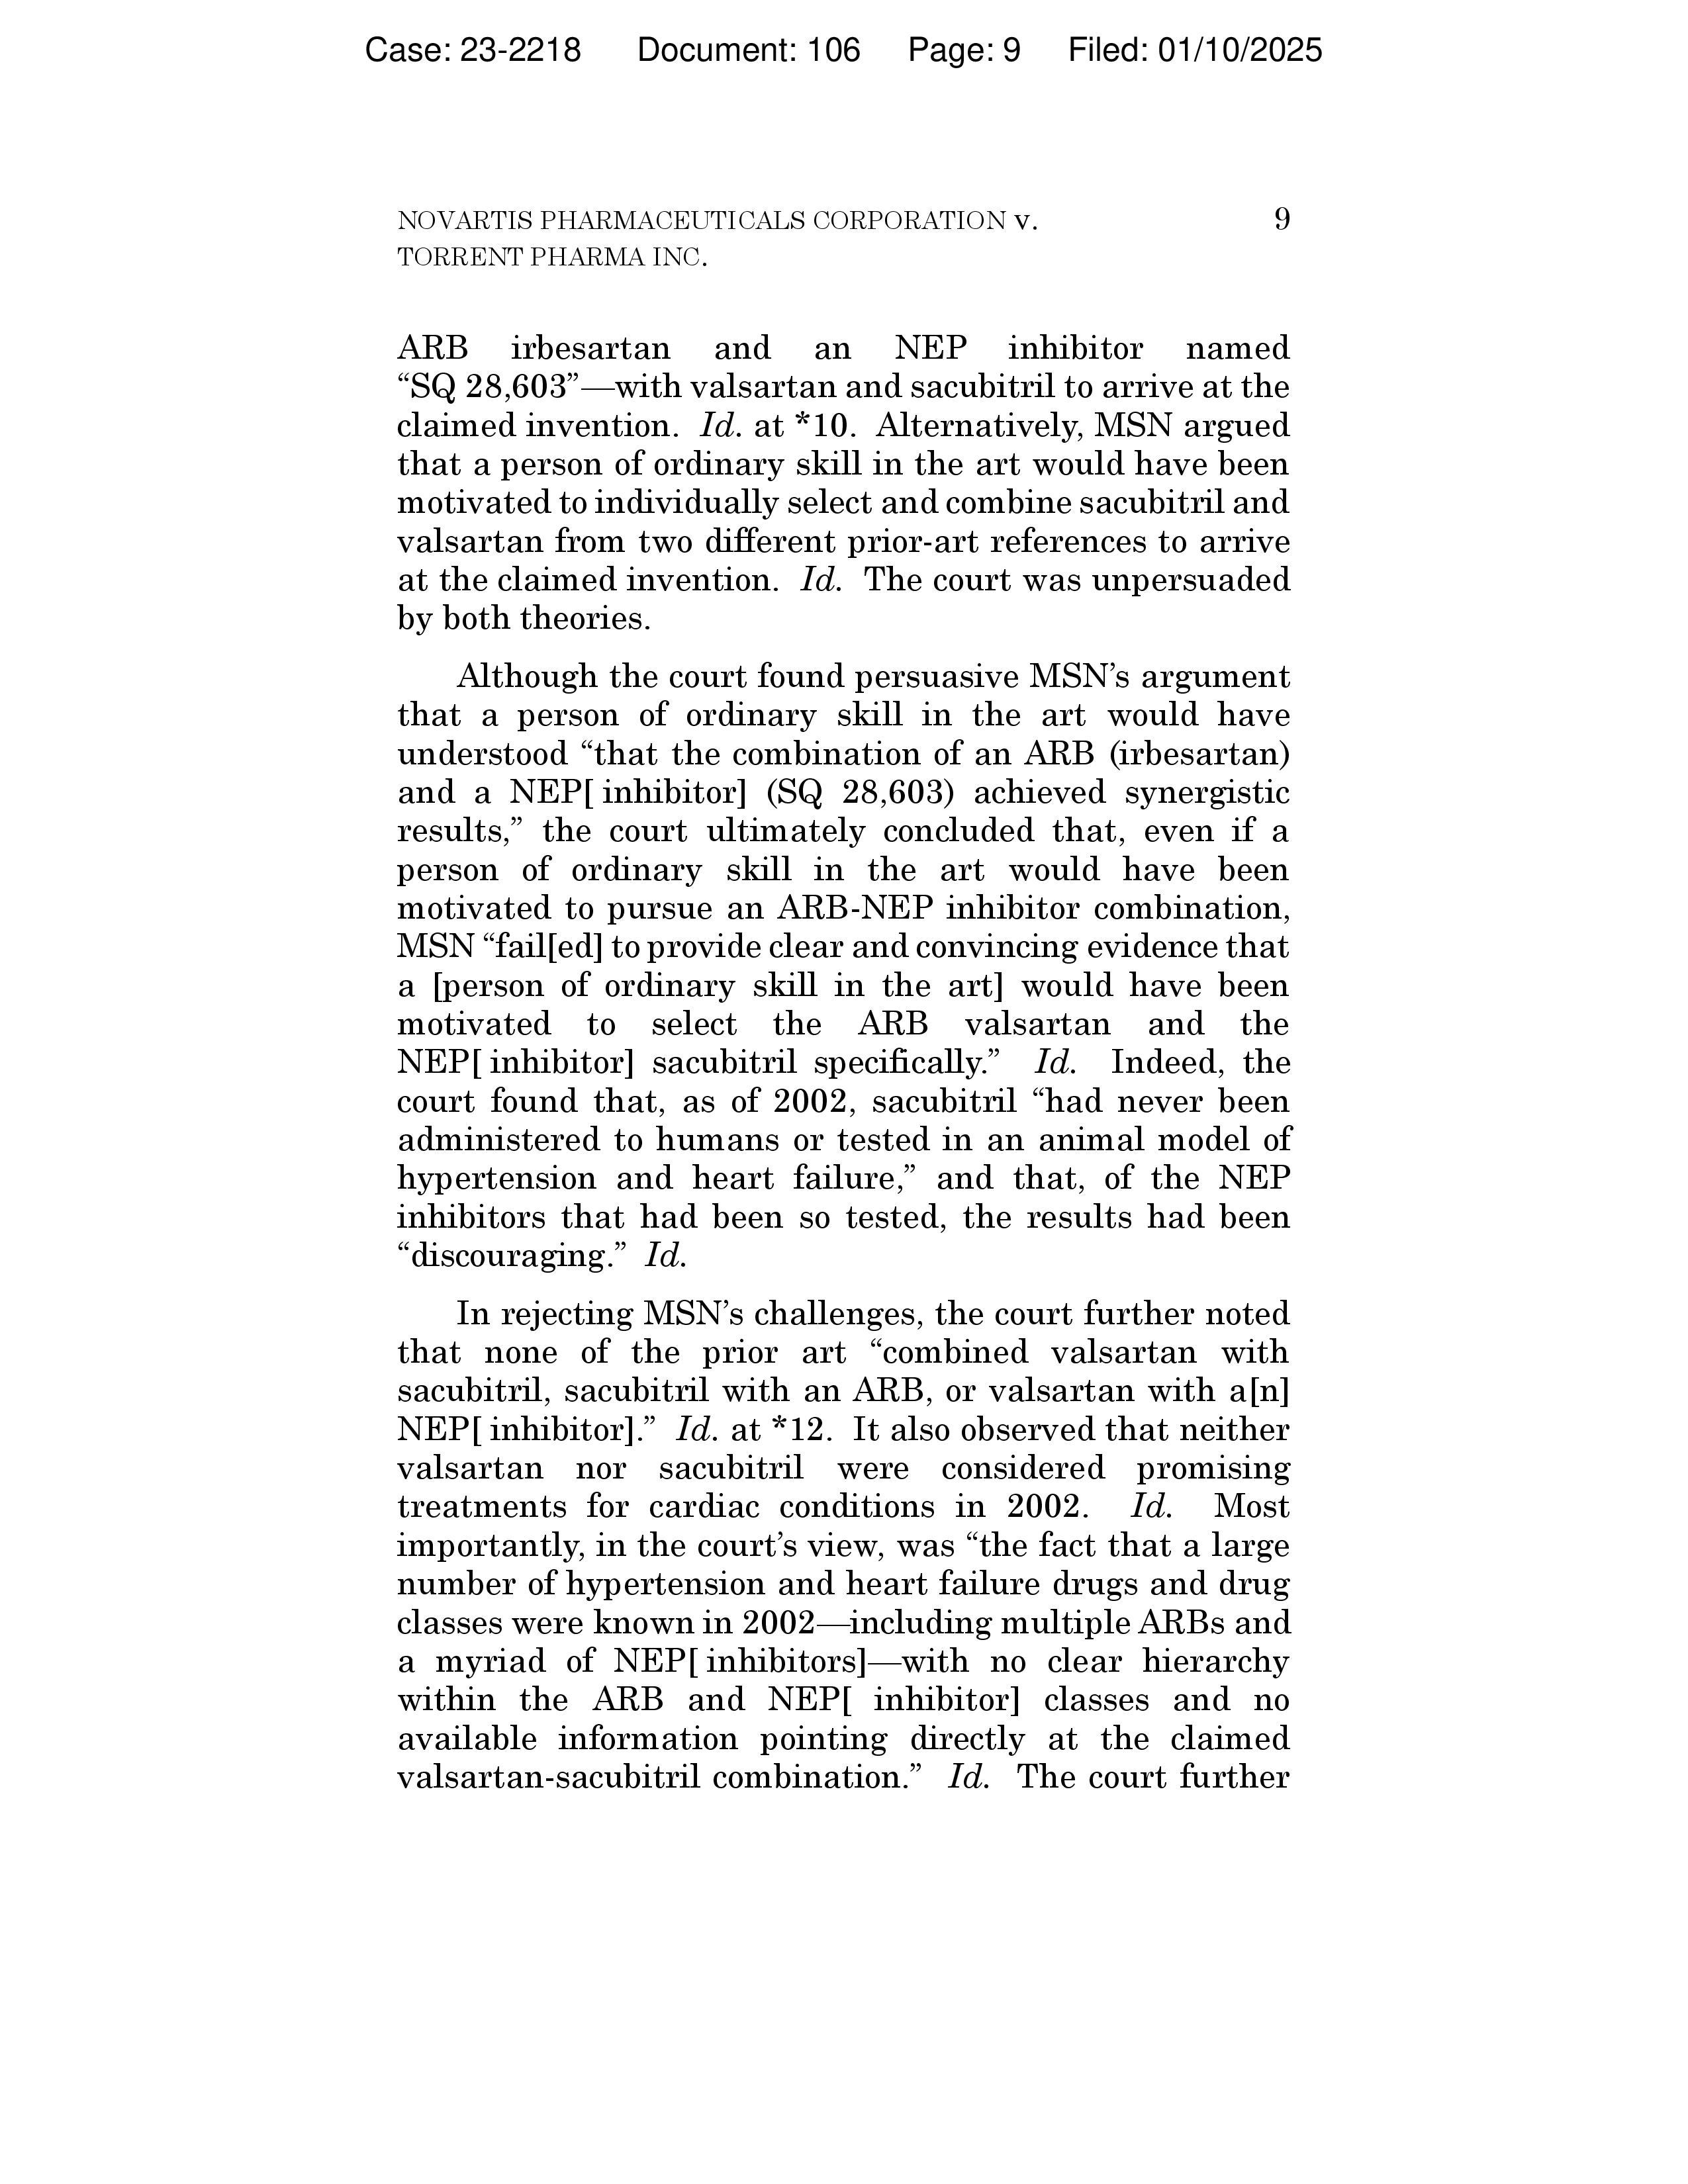 Case: 23-2218 Document: 106 Page: 9 Filed: 01/10/2025
NOVARTIS PHARMACEUTICALS CORPORATION v. 9
TORRENT PHARMA INC.
ARB irbesartan and an NEP inhibitor named
“SQ 28,603”—with valsartan and sacubitril to arrive at the
claimed invention. Id. at *10. Alternatively, MSN argued
that a person of ordinary skill in the art would have been
motivated to individually select and combine sacubitril and
valsartan from two different prior-art references to arrive
at the claimed invention. Id. The court was unpersuaded
by both theories.
Although the court found persuasive MSN’s argument
that a person of ordinary skill in the art would have
understood “that the combination of an ARB (irbesartan)
and a NEP[ inhibitor] (SQ 28,603) achieved synergistic
results,” the court ultimately concluded that, even if a
person of ordinary skill in the art would have been
motivated to pursue an ARB-NEP inhibitor combination,
MSN “fail[ed] to provide clear and convincing evidence that
a [person of ordinary skill in the art] would have been
motivated to select the ARB valsartan and the
NEP[ inhibitor] sacubitril specifically.” Id. Indeed, the
court found that, as of 2002, sacubitril “had never been
administered to humans or tested in an animal model of
hypertension and heart failure,” and that, of the NEP
inhibitors that had been so tested, the results had been
“discouraging.” Id.
In rejecting MSN’s challenges, the court further noted
that none of the prior art “combined valsartan with
sacubitril, sacubitril with an ARB, or valsartan with a[n]
NEP[ inhibitor].” Id. at *12. It also observed that neither
valsartan nor sacubitril were considered promising
treatments for cardiac conditions in 2002. Id. Most
importantly, in the court’s view, was “the fact that a large
number of hypertension and heart failure drugs and drug
classes were known in 2002—including multiple ARBs and
a myriad of NEP[ inhibitors]—with no clear hierarchy
within the ARB and NEP[ inhibitor] classes and no
available information pointing directly at the claimed
valsartan-sacubitril combination.” Id. The court further